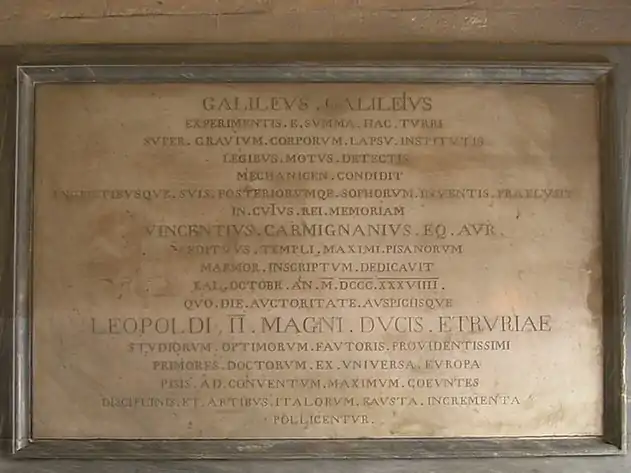 GALILEVS . GALILEIVS
EXPERIMENTIS . E . SVMMA . HAC . TVRRI
SVPER . GRAVIVM . CORPORVM . LAPSV . INSTITVTIS
LEGIBVS . MOTVS . DETECTIS
MECHANICEN . CONDIDIT
INGENTIBVSQVE . SVIS . POSTERIORVMQE . SOPHORVM . INVENTIS . PRAELVSIT
IN . CVIVS . REI . MEMORIAM
VINCENTIVS . CARMIGNANIVS . EQ . AVR .
AEDITVVS . TEMPLI . MAXIMI . PISANORVM
MARMOR . INSCRIPTVM . DEDICAVIT
KAL . OCTOBR . AN . M . DCCC . XXXVIIII .
QVO . DIE . AVCTORITATE . AVSPICIISQVE
LEOPOLDI . II . MAGNI . DVCIS . ETRVRIAE
STVDIORVM . OPTIMORVM . FAVTORIS . PROVIDENTISSIMI
PRIMORES . DOCTORVM . EX . VNIVERSA . EVROPA
PISIS . AD . CONVENTVM . MAXIMVM . COEVNTES
DISCIPLINIS . ET . ARTIBVS . ITALORVM . FAVSTA . INCREMENTA
POLLICENTVR .